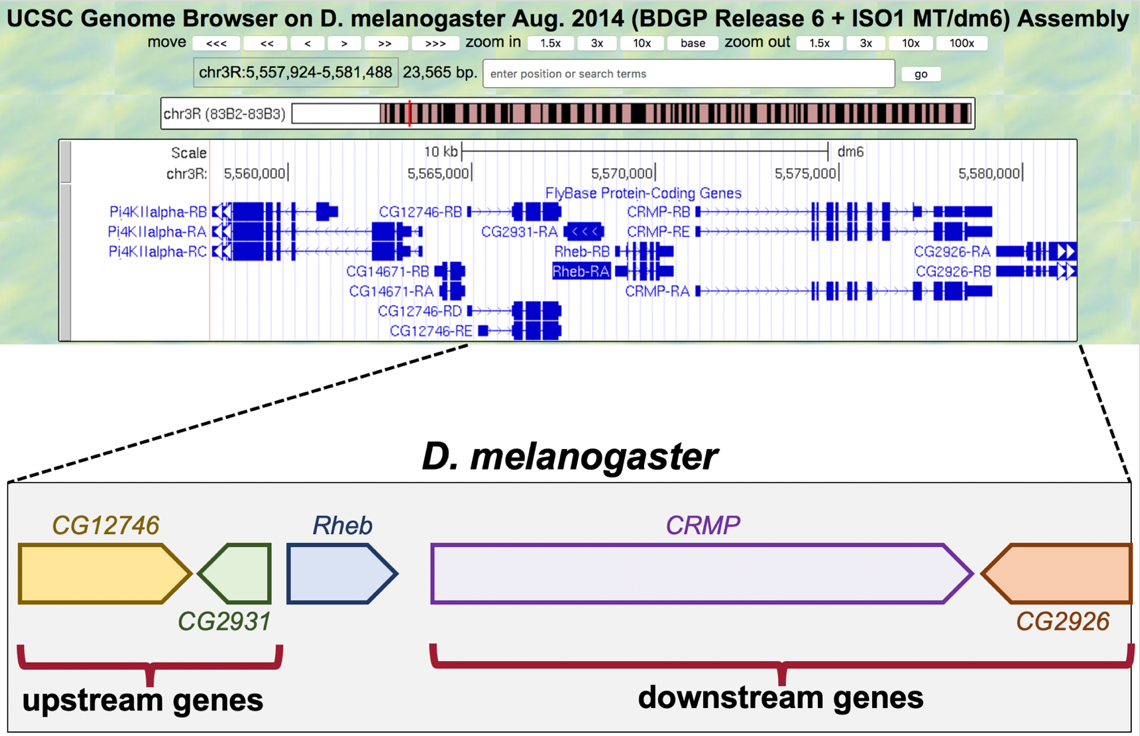 UCSC Genome Browser on D. melanogaster Aug. 2014 (BDGP Release 6 + ISO1 MT/dm6) Assembly
move <<< << < > >> >>> zoom in 1.5x 3x 10x base zoom out 1.5x 3x 10x 100x
chr3R:5,557,924-5,581,488 23,565 bp. enter position or search terms go
chr3R (83B2-83B3)
Scale 10 kb dm6
chr3R: 5,560,000 5,565,000 5,570,000 5,575,000 5,580,000
FlyBase Protein-Coding Genes
Pi4KIIalpha-RB CG12746-RB CRMP-RB
Pi4KIIalpha-RA CG2931-RA CRMP-RE
Pi4KIIalpha-RC Rheb-RB CG2926-RA
CG14671-RB Rheb-RA CG2926-RB
CG14671-RA CRMP-RA
CG12746-RD
CG12746-RE
D. melanogaster
CG12746 Rheb CRMP
CG2931 CG2926
upstream genes downstream genes